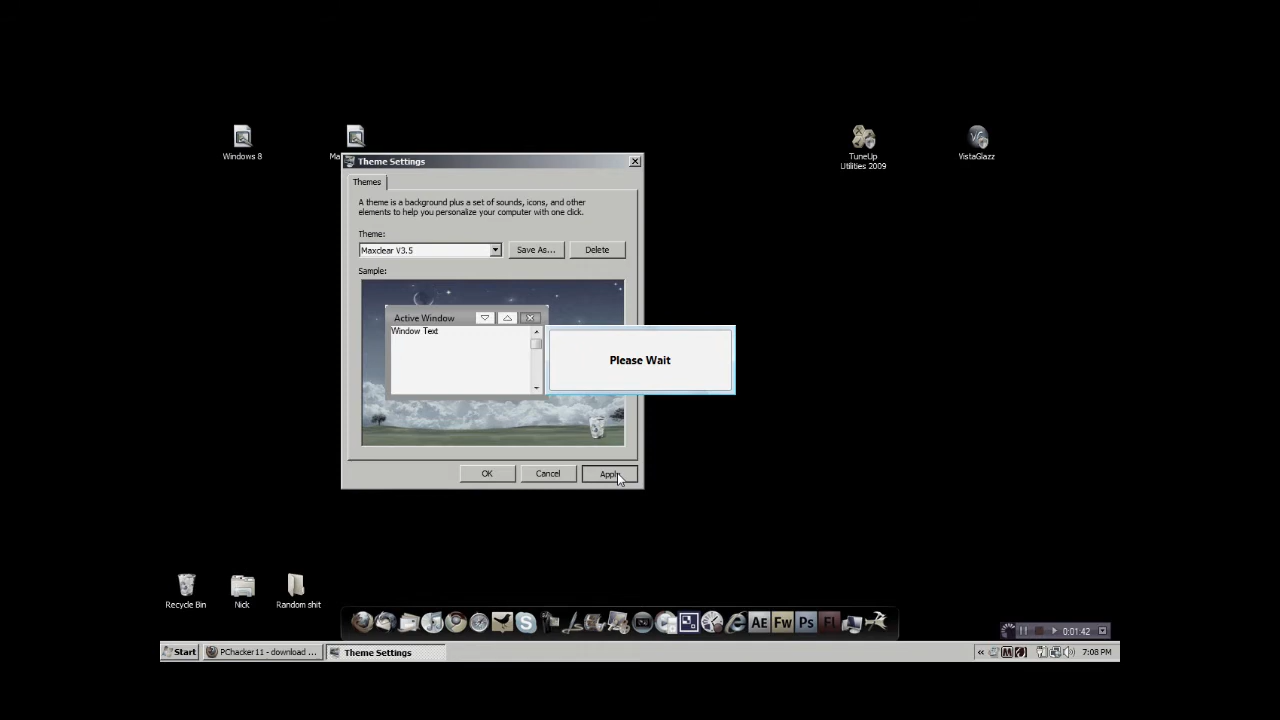 Windows 8
Ma
TuneUp
Utilities 2009
VistaGlazz
Theme Settings
Themes
A theme is a background plus a set of sounds, icons, and other
elements to help you personalize your computer with one click.
Theme:
Maxclear V3.5
Save As...
Delete
Sample:
Active Window
Window Text
Please Wait
OK
Cancel
Apply
Recycle Bin
Nick
Random shit
AE
Fw
Ps
Fl
0:01:42
Start
PChacker11 - download ...
Theme Settings
7:08 PM